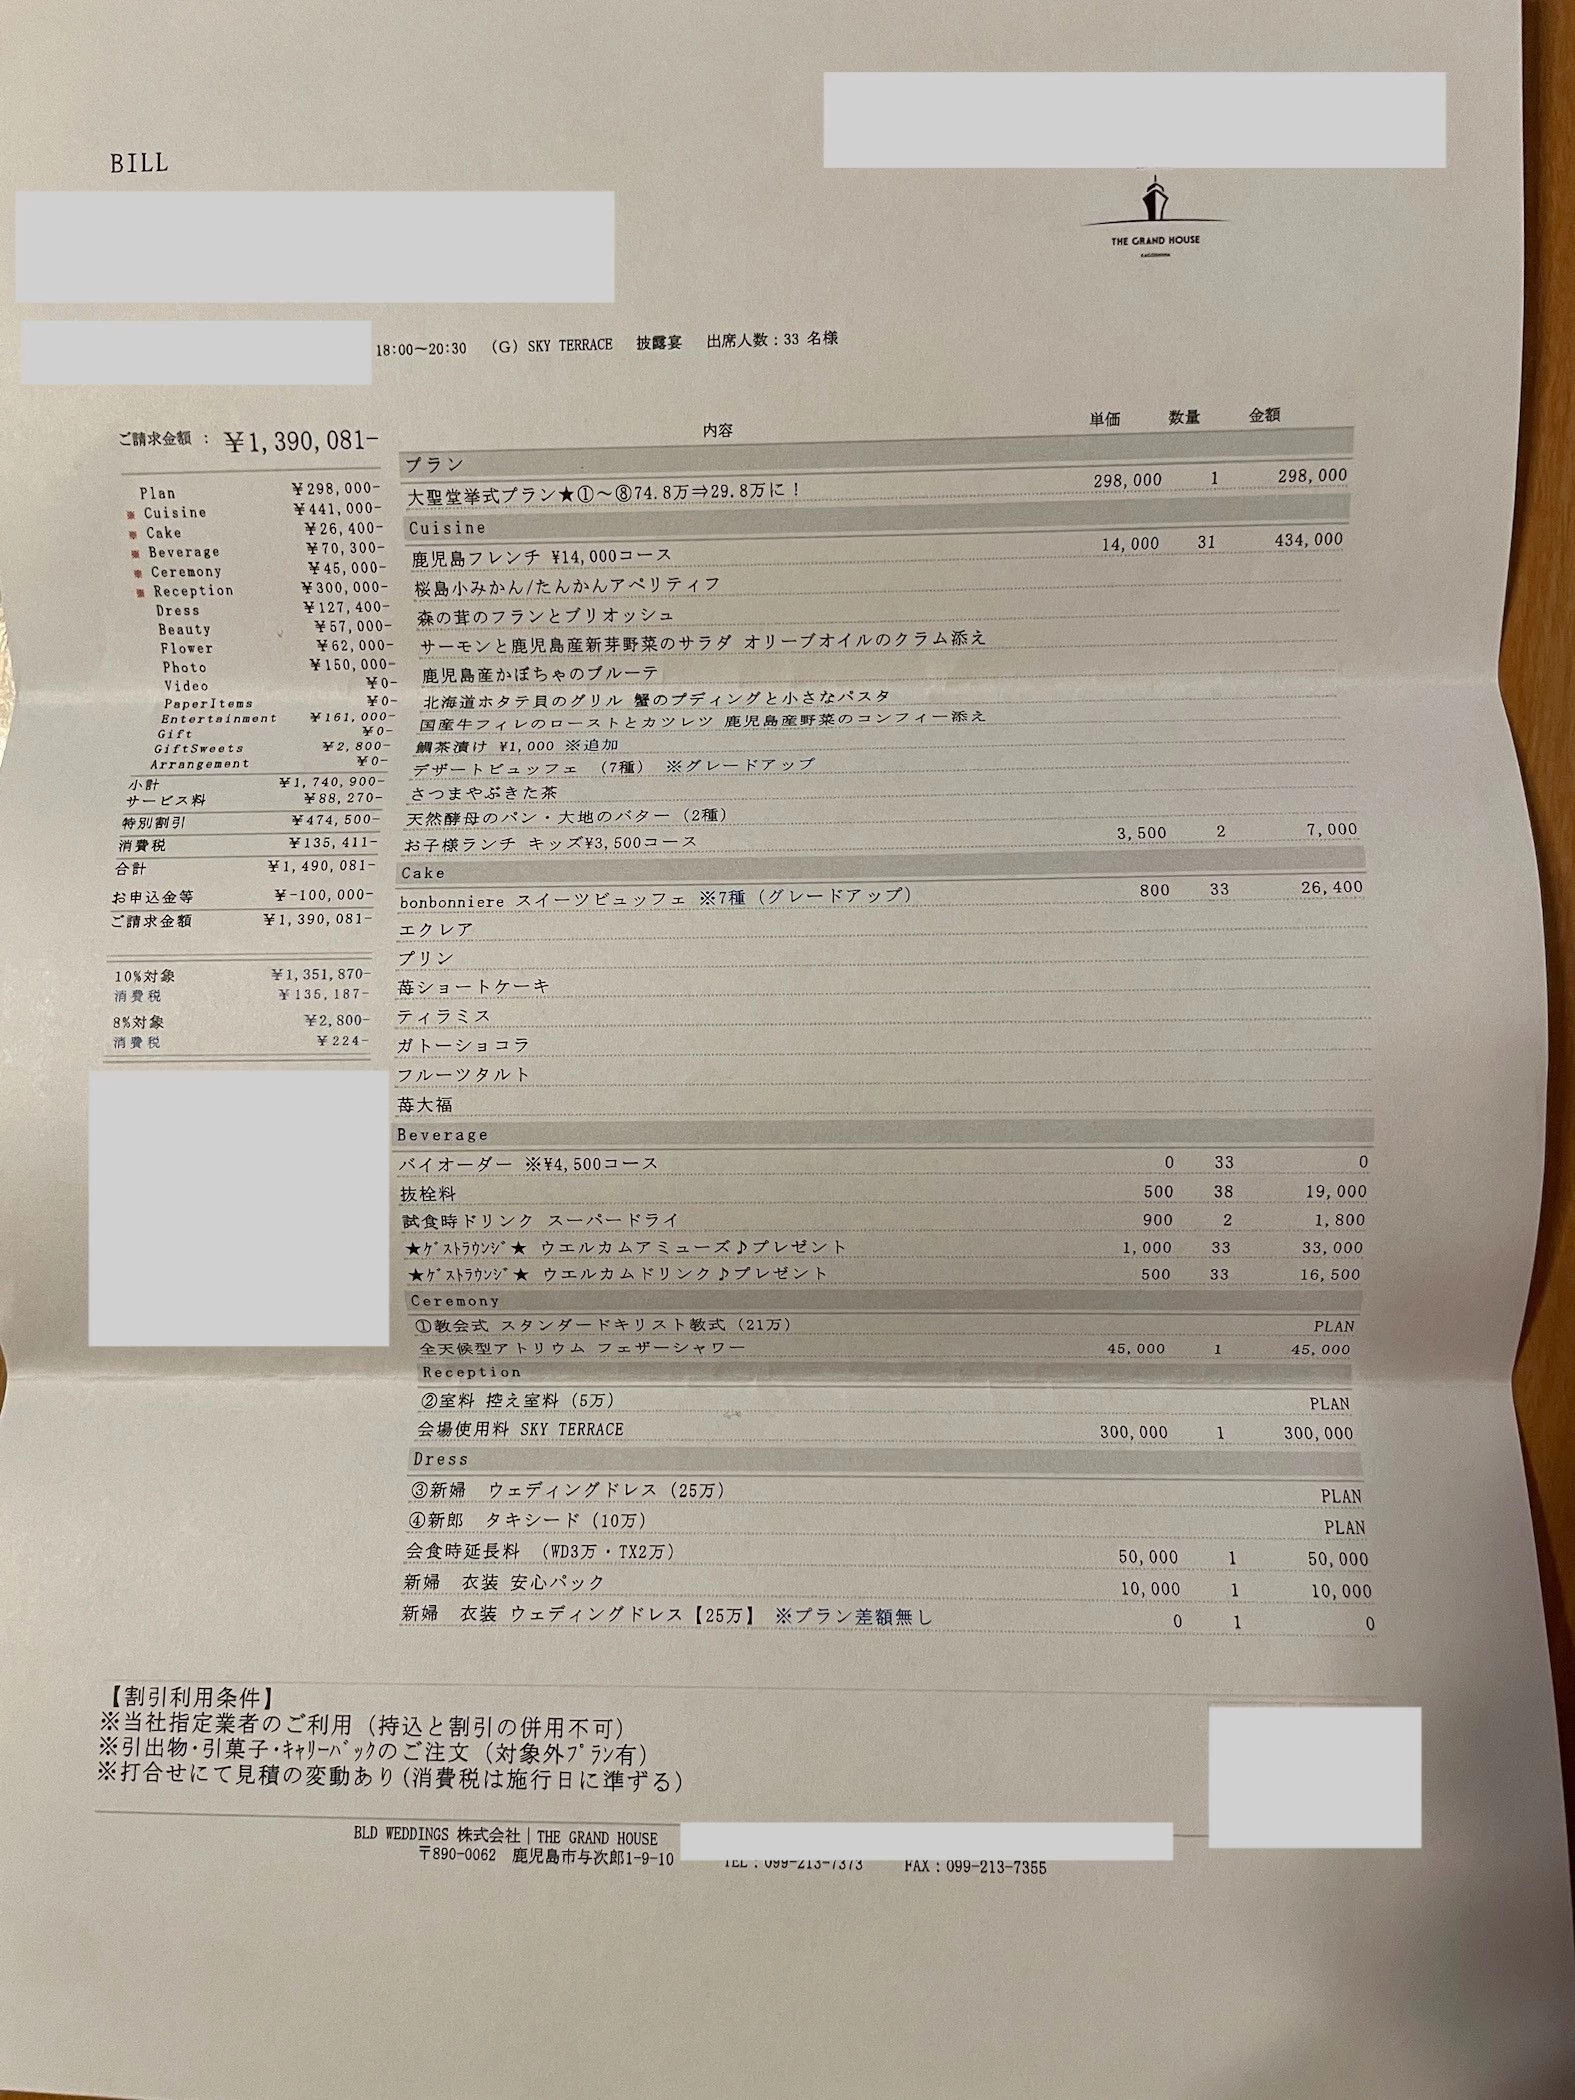 BILL
THE GRAND HOUSE
KAGOSHIMA
18:00～20:30 (G) SKY TERRACE 披露宴 出席人数：33 名様
ご請求金額 ： ￥1,390,081-
Plan ￥298,000-
※ Cuisine ￥441,000-
※ Cake ￥26,400-
※ Beverage ￥70,300-
※ Ceremony ￥45,000-
※ Reception ￥300,000-
Dress ￥127,400-
Beauty ￥57,000-
Flower ￥62,000-
Photo ￥150,000-
Video ￥0-
PaperItems ￥0-
Entertainment ￥161,000-
Gift ￥0-
GiftSweets ￥2,800-
Arrangement ￥0-
小計 ￥1,740,900-
サービス料 ￥88,270-
特別割引 ￥474,500-
消費税 ￥135,411-
合計 ￥1,490,081-
お申込金等 ￥-100,000-
ご請求金額 ￥1,390,081-
10%対象 ￥1,351,870-
消費税 ￥135,187-
8%対象 ￥2,800-
消費税 ￥224-
内容 単価 数量 金額
プラン
大聖堂挙式プラン★①～⑧74.8万⇒29.8万に！ 298,000 1 298,000
Cuisine
鹿児島フレンチ ¥14,000コース 14,000 31 434,000
桜島小みかん/たんかんアペリティフ
森の茸のフランとブリオッシュ
サーモンと鹿児島産新芽野菜のサラダ オリーブオイルのクラム添え
鹿児島産かぼちゃのブルーテ
北海道ホタテ貝のグリル 蟹のプディングと小さなパスタ
国産牛フィレのローストとカツレツ 鹿児島産野菜のコンフィー添え
鯛茶漬け ¥1,000 ※追加
デザートビュッフェ （7種） ※グレードアップ
さつまやぶきた茶
天然酵母のパン・大地のバター（2種）
お子様ランチ キッズ¥3,500コース 3,500 2 7,000
Cake
bonbonniere スイーツビュッフェ ※7種（グレードアップ） 800 33 26,400
エクレア
プリン
苺ショートケーキ
ティラミス
ガトーショコラ
フルーツタルト
苺大福
Beverage
バイオーダー ※¥4,500コース 0 33 0
抜栓料 500 38 19,000
試食時ドリンク スーパードライ 900 2 1,800
★ｹﾞｽﾄﾗｳﾝｼﾞ★ ウエルカムアミューズ♪プレゼント 1,000 33 33,000
★ｹﾞｽﾄﾗｳﾝｼﾞ★ ウエルカムドリンク♪プレゼント 500 33 16,500
Ceremony
①教会式 スタンダードキリスト教式（21万） PLAN
全天候型アトリウム フェザーシャワー 45,000 1 45,000
Reception
②室料 控え室料（5万） PLAN
会場使用料 SKY TERRACE 300,000 1 300,000
Dress
③新婦 ウェディングドレス（25万） PLAN
④新郎 タキシード（10万） PLAN
会食時延長料 （WD3万・TX2万） 50,000 1 50,000
新婦 衣装 安心パック 10,000 1 10,000
新婦 衣装 ウェディングドレス【25万】 ※プラン差額無し 0 1 0
【割引利用条件】
※当社指定業者のご利用（持込と割引の併用不可）
※引出物・引菓子・ｷｬﾘｰﾊﾞｯｸのご注文（対象外ﾌﾟﾗﾝ有）
※打合せにて見積の変動あり(消費税は施行日に準ずる)
BLD WEDDINGS 株式会社｜THE GRAND HOUSE
〒890-0062 鹿児島市与次郎1-9-10 TEL：099-213-7373 FAX：099-213-7355